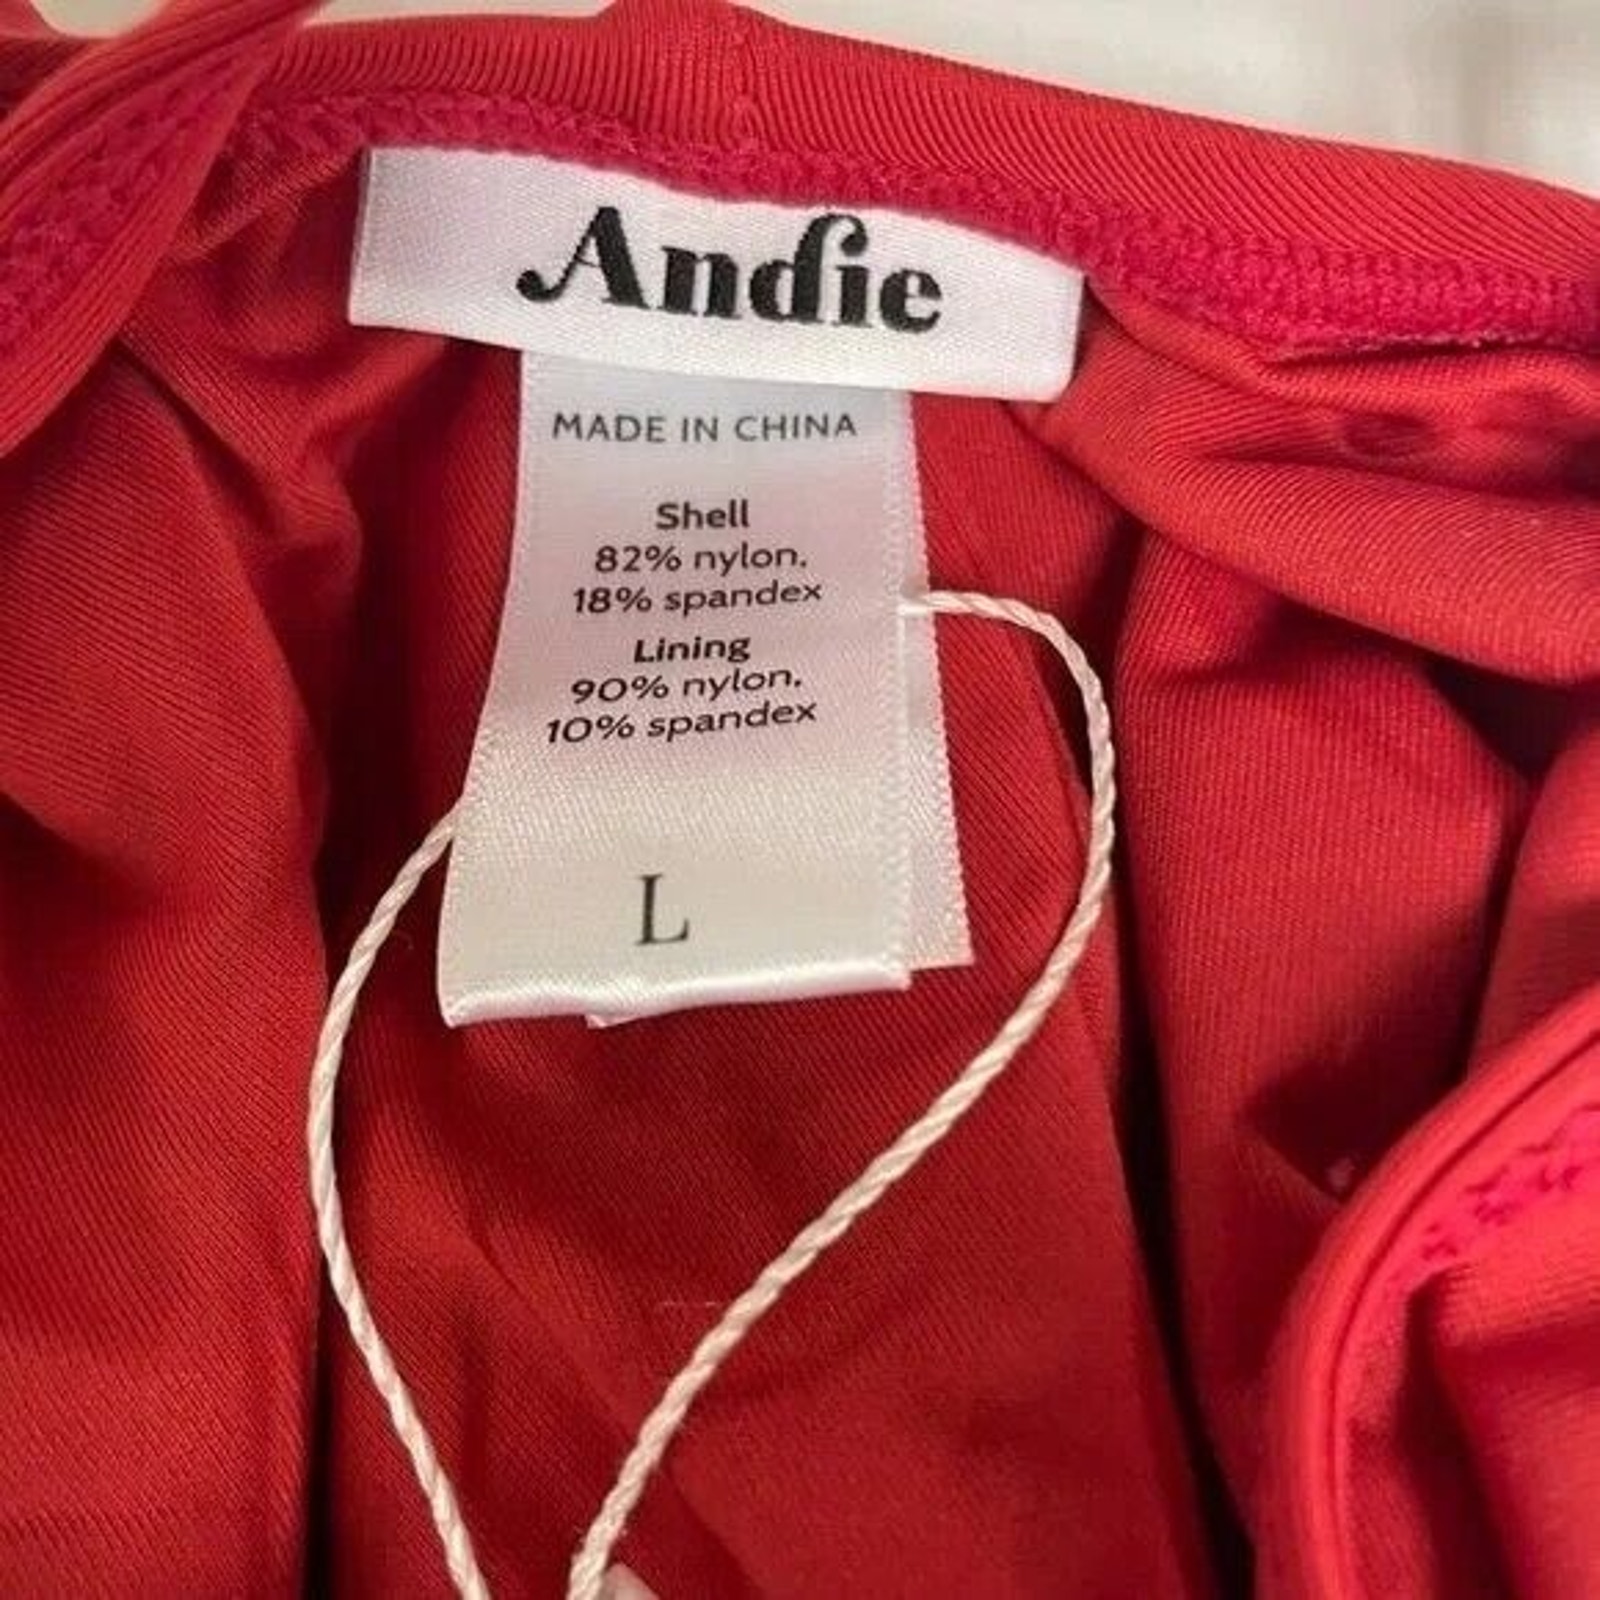 Andie
MADE IN CHINA
Shell
82% nylon,
18% spandex
Lining
90% nylon,
10% spandex
L